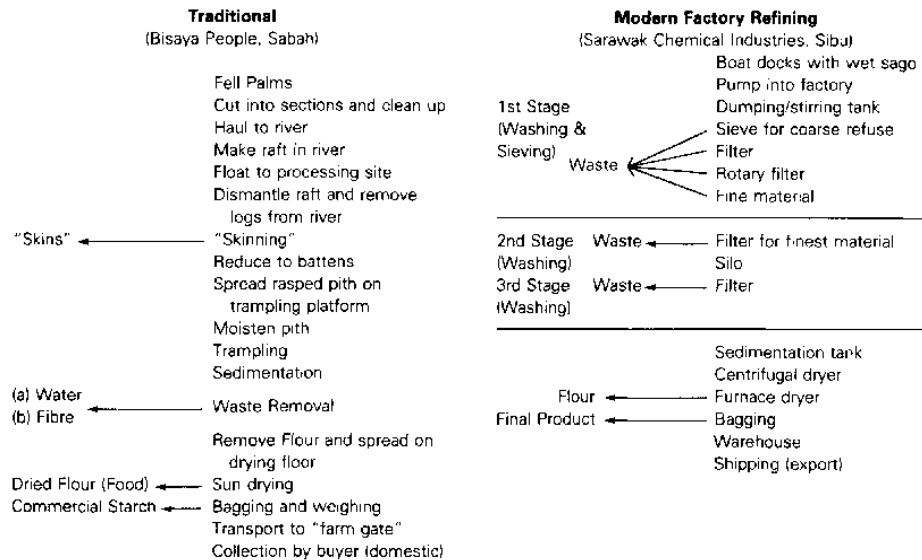 Traditional
(Bisaya People, Sabah)
Fell Palms
Cut into sections and clean up
Haul to river
Make raft in river
Float to processing site
Dismantle raft and remove
logs from river
"Skins"
"Skinning"
Reduce to battens
Spread rasped pith on
trampling platform
Moisten pith
Trampling
Sedimentation
(a) Water
(b) Fibre
Waste Removal
Remove Flour and spread on
drying floor
Dried Flour (Food)
Sun drying
Commercial Starch
Bagging and weighing
Transport to "farm gate"
Collection by buyer (domestic)
Modern Factory Refining
(Sarawak Chemical Industries, Sibu)
Boat docks with wet sago
Pump into factory
1st Stage
(Washing &
Sieving)
Dumping/stirring tank
Sieve for coarse refuse
Waste
Filter
Rotary filter
Fine material
2nd Stage
(Washing)
Waste
Filter for finest material
Silo
3rd Stage
(Washing)
Waste
Filter
Sedimentation tank
Centrifugal dryer
Flour
Furnace dryer
Final Product
Bagging
Warehouse
Shipping (export)